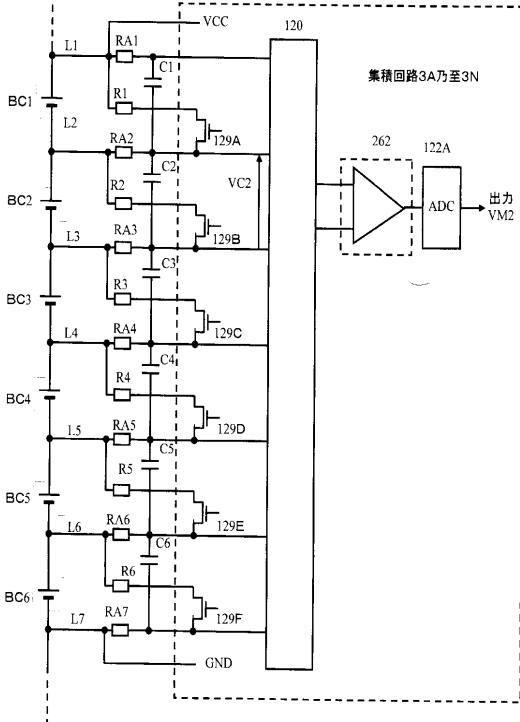 L1
RA1
VCC
120
C1
集積回路3A乃至3N
BC1
R1
L2
129A
262
122A
RA2
C2
BC2
R2
VC2
ADC
出力
VM2
L3
129B
RA3
C3
BC3
R3
L4
129C
RA4
C4
BC4
R4
L5
129D
RA5
C5
BC5
R5
L6
129E
RA6
C6
BC6
R6
L7
129F
RA7
GND